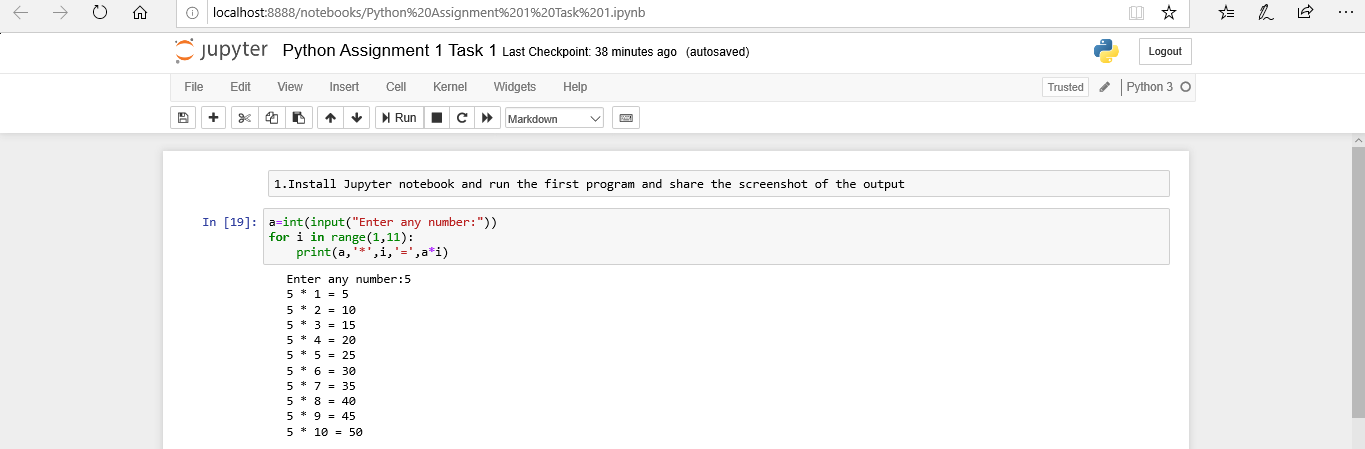 localhost:8888/notebooks/Python%20Assignment%201%20Task%201.ipynb
jupyter Python Assignment 1 Task 1 Last Checkpoint: 38 minutes ago (autosaved)
Logout
File Edit View Insert Cell Kernel Widgets Help
Trusted Python 3
Run Markdown
1.Install Jupyter notebook and run the first program and share the screenshot of the output
In [19]: a=int(input("Enter any number:"))
for i in range(1,11):
    print(a,'*',i,'=',a*i)
Enter any number:5
5 * 1 = 5
5 * 2 = 10
5 * 3 = 15
5 * 4 = 20
5 * 5 = 25
5 * 6 = 30
5 * 7 = 35
5 * 8 = 40
5 * 9 = 45
5 * 10 = 50